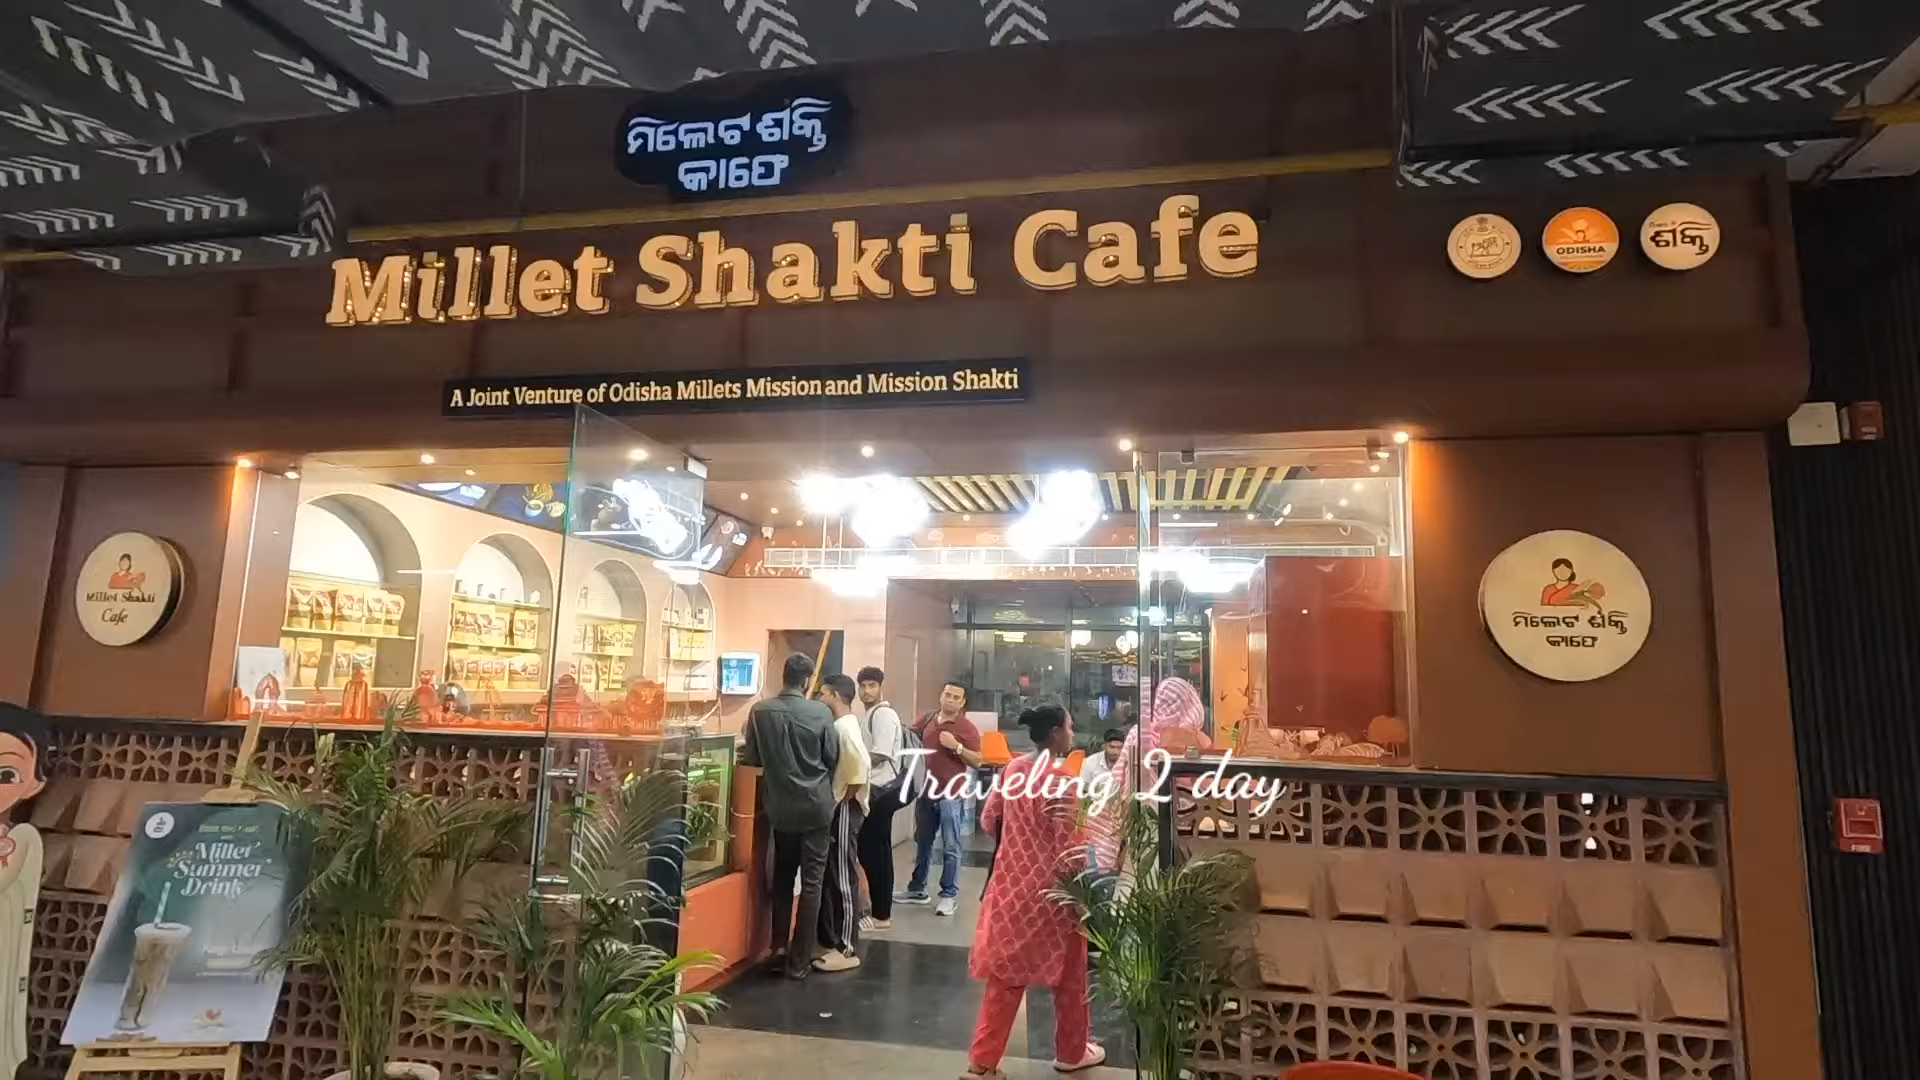 ମିଲେଟ ଶକ୍ତି
କାଫେ
Millet Shakti Cafe
ODISHA
ଶକ୍ତି
A Joint Venture of Odisha Millets Mission and Mission Shakti
Millet Shakti
Cafe
ମିଲେଟ ଶକ୍ତି
କାଫେ
Traveling 2 day
Millet
Summer
Drink
FIRE